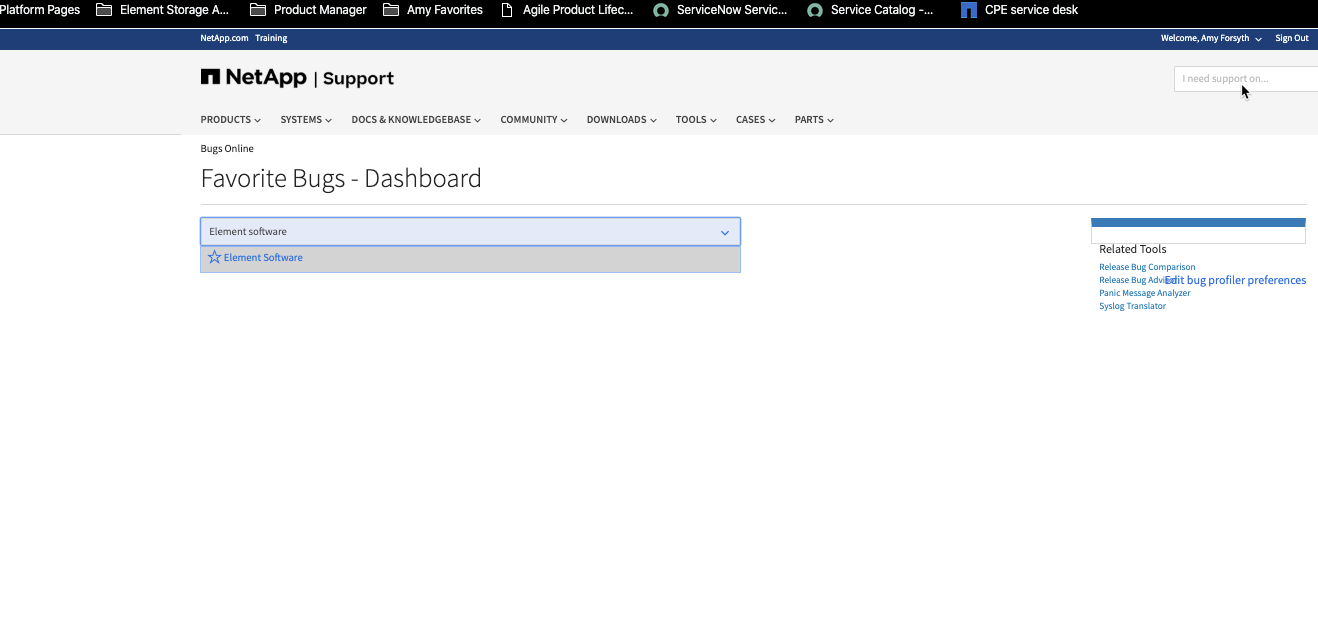 Platform Pages Element Storage A... Product Manager Amy Favorites Agile Product Lifec... ServiceNow Servic... Service Catalog -... CPE service desk
NetApp.com Training Welcome, Amy Forsyth Sign Out
NetApp | Support
I need support on...
PRODUCTS SYSTEMS DOCS & KNOWLEDGEBASE COMMUNITY DOWNLOADS TOOLS CASES PARTS
Bugs Online
Favorite Bugs - Dashboard
Element software
Element Software
Related Tools
Release Bug Comparison
Release Bug Edit bug profiler preferences
Panic Message Analyzer
Syslog Translator